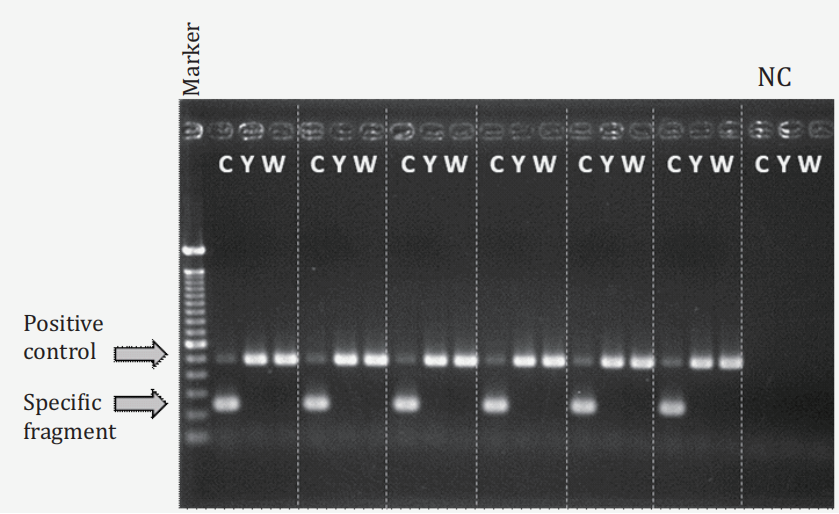 Marker
NC
C Y W C Y W C Y W C Y W C Y W C Y W C Y W
Positive
control
Specific
fragment